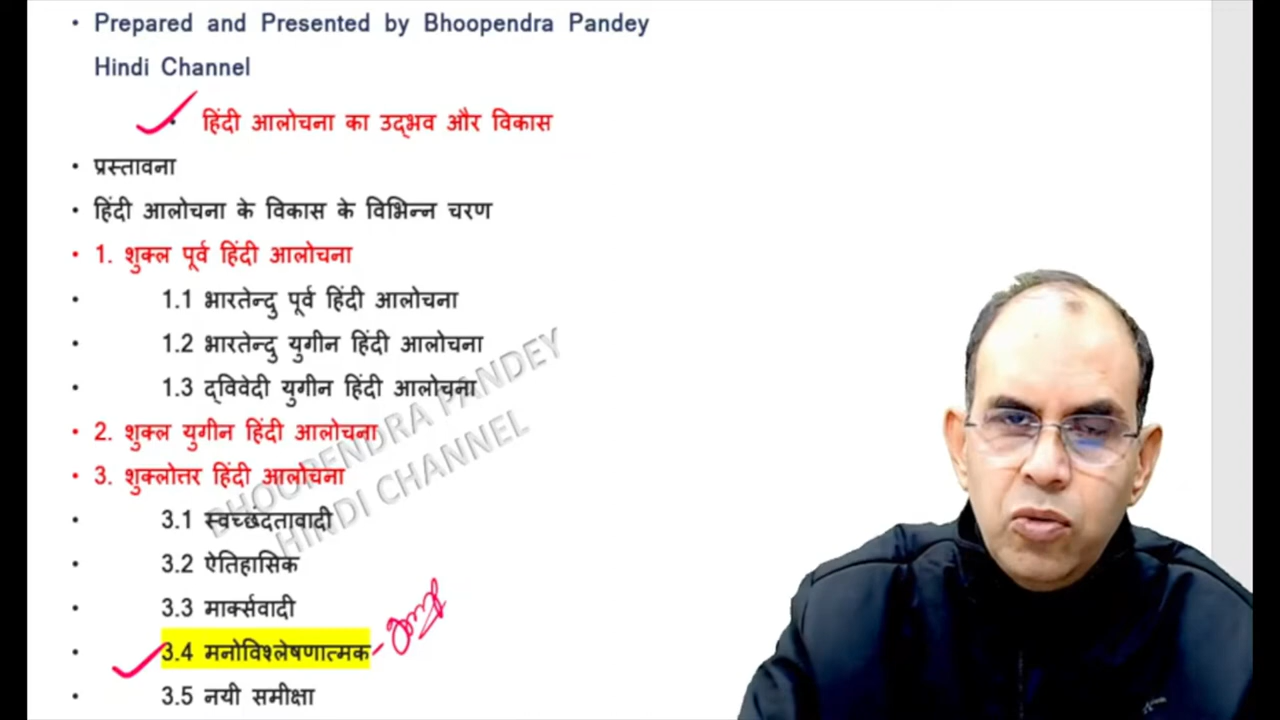 • Prepared and Presented by Bhoopendra Pandey
Hindi Channel
• हिंदी आलोचना का उद्भव और विकास
• प्रस्तावना
• हिंदी आलोचना के विकास के विभिन्न चरण
• 1. शुक्ल पूर्व हिंदी आलोचना
• 1.1 भारतेन्दु पूर्व हिंदी आलोचना
• 1.2 भारतेन्दु युगीन हिंदी आलोचना
• 1.3 द्विवेदी युगीन हिंदी आलोचना
• 2. शुक्ल युगीन हिंदी आलोचना
• 3. शुक्लोत्तर हिंदी आलोचना
• 3.1 स्वच्छंदतावादी
• 3.2 ऐतिहासिक
• 3.3 मार्क्सवादी
• 3.4 मनोविश्लेषणात्मक
• 3.5 नयी समीक्षा
BHOOPENDRA PANDEY
HINDI CHANNEL